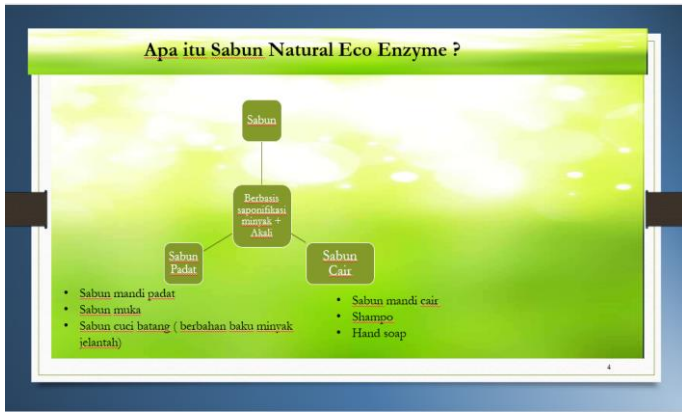 Apa itu Sabun Natural Eco Enzyme ?
Sabun
Berbasis
saponifikasi
minyak +
Akali
Sabun
Padat
Sabun
Cair
• Sabun mandi padat
• Sabun muka
• Sabun cuci batang ( berbahan baku minyak
jelantah)
• Sabun mandi cair
• Shampo
• Hand soap
4